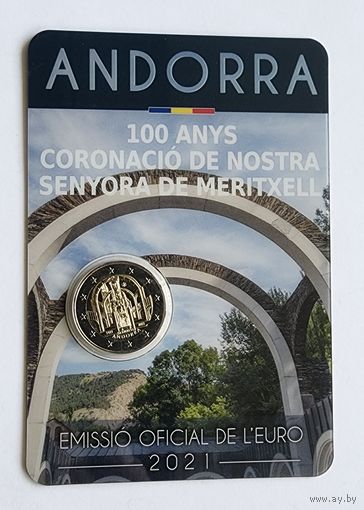 ANDORRA
100 ANYS
CORONACIÓ DE NOSTRA
SENYORA DE MERITXELL
ANDORRA
EMISSIÓ OFICIAL DE L'EURO
2021
www.ay.by